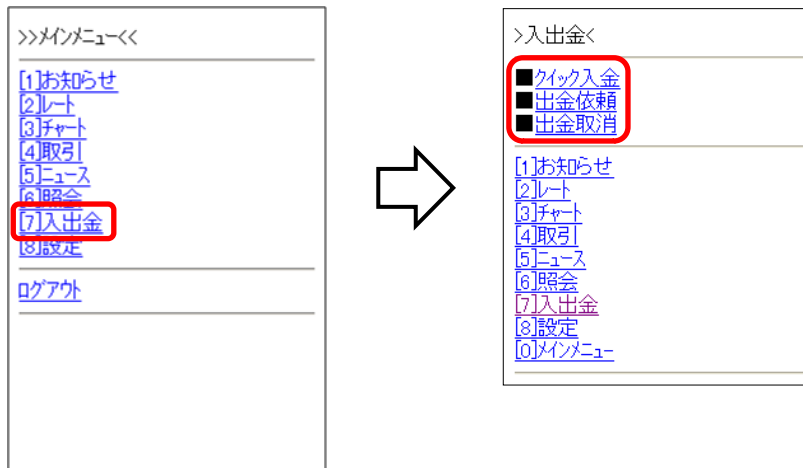 >>ﾒｲﾝﾒﾆｭｰ<<
[1]お知らせ
[2]ﾚｰﾄ
[3]ﾁｬｰﾄ
[4]取引
[5]ﾆｭｰｽ
[6]照会
[7]入出金
[8]設定
ﾛｸﾞｱｳﾄ
>入出金<
■ｸｲｯｸ入金
■出金依頼
■出金取消
[1]お知らせ
[2]ﾚｰﾄ
[3]ﾁｬｰﾄ
[4]取引
[5]ﾆｭｰｽ
[6]照会
[7]入出金
[8]設定
[0]ﾒｲﾝﾒﾆｭｰ